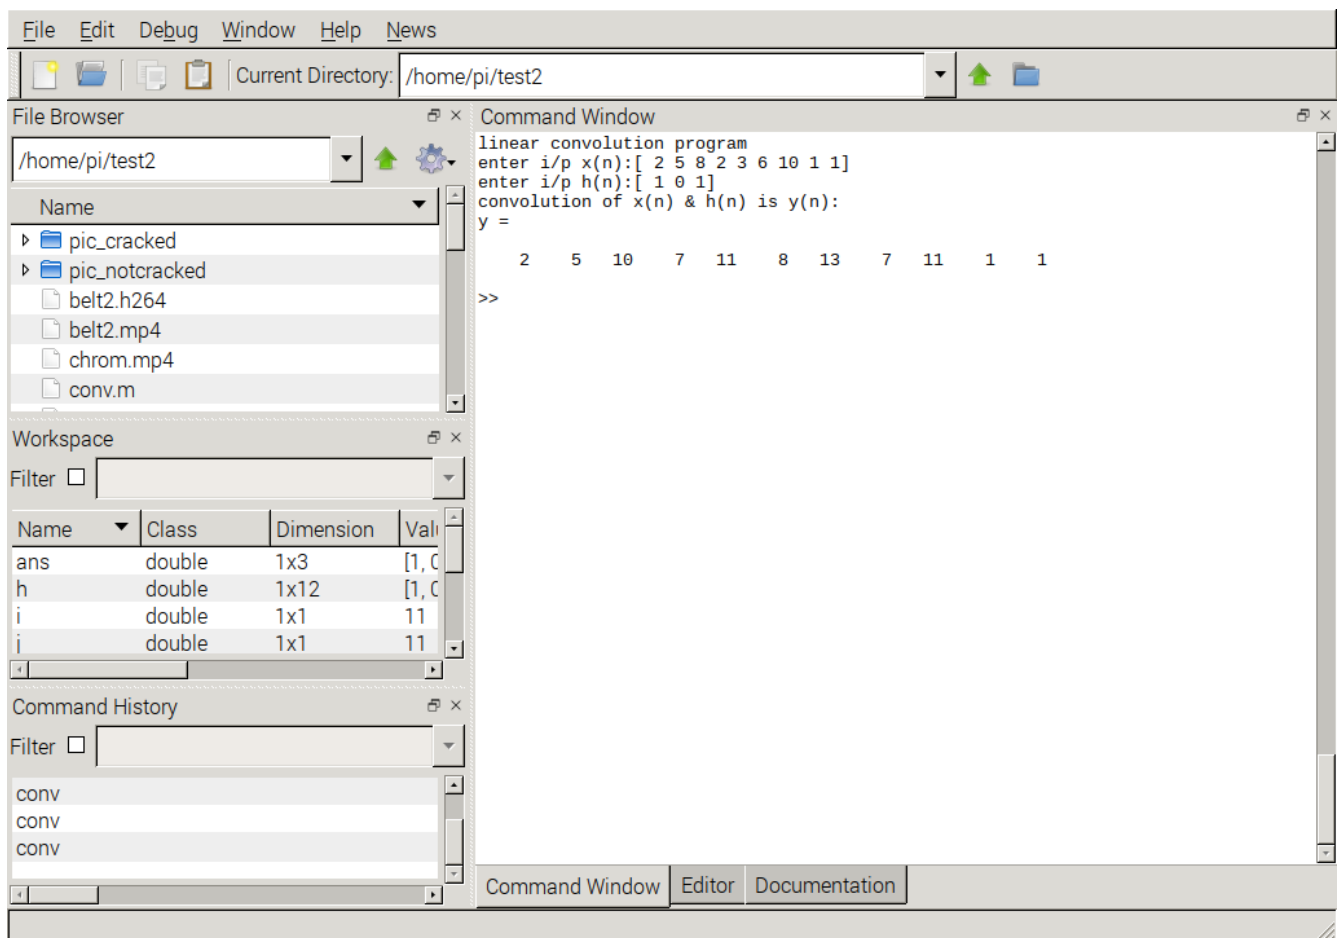 File Edit Debug Window Help News
Current Directory: /home/pi/test2
File Browser
/home/pi/test2
Name
pic_cracked
pic_notcracked
belt2.h264
belt2.mp4
chrom.mp4
conv.m
Workspace
Filter
Name Class Dimension
ans double 1x3 [1,
h double 1x12 [1,
i double 1x1 11
j double 1x1 11
Command History
Filter
conv
conv
conv
Command Window
linear convolution program
enter i/p x(n):[ 2 5 8 2 3 6 10 1 1]
enter i/p h(n):[ 1 0 1]
convolution of x(n) & h(n) is y(n):
y =
2 5 10 7 11 8 13 7 11 1 1
>>
Command Window Editor Documentation